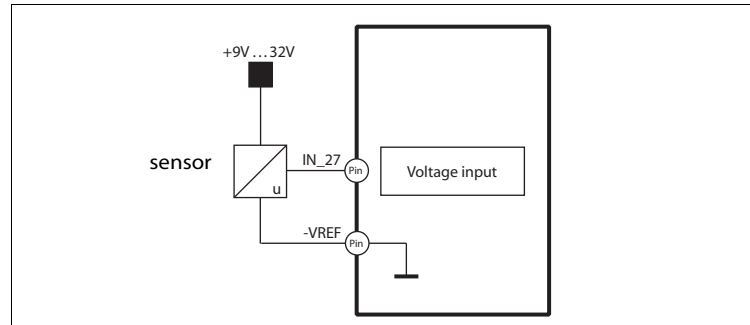 +9V...32V
sensor
u
IN_27
Pin
Voltage input
-VREF
Pin